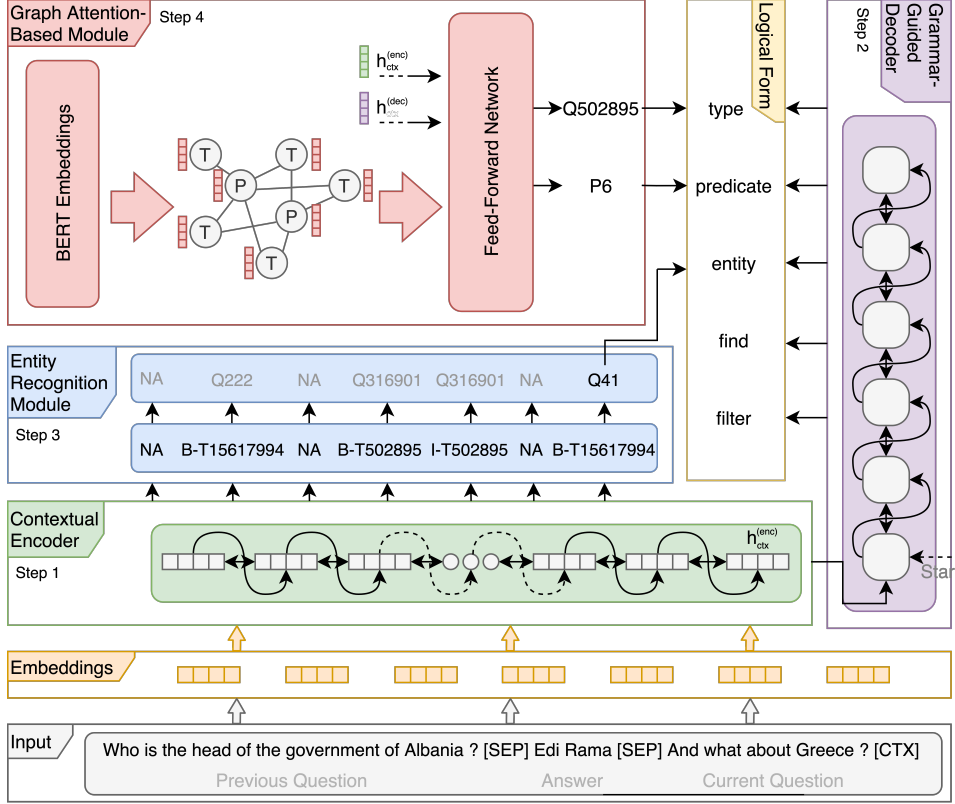 Graph Attention-
Based Module
Step 4
BERT Embeddings
T
T
P
T
P
T
T
h(enc)
ctx
h(dec)
Feed-Forward Network
Q502895
P6
Logical Form
type
predicate
entity
find
filter
Grammar-
Guided
Decoder
Step 2
Star
Entity
Recognition
Module
Step 3
NA Q222 NA Q316901 Q316901 NA Q41
NA B-T15617994 NA B-T502895 I-T502895 NA B-T15617994
Contextual
Encoder
Step 1
h(enc)
ctx
Embeddings
Input
Who is the head of the government of Albania ? [SEP] Edi Rama [SEP] And what about Greece ? [CTX]
Previous Question Answer Current Question